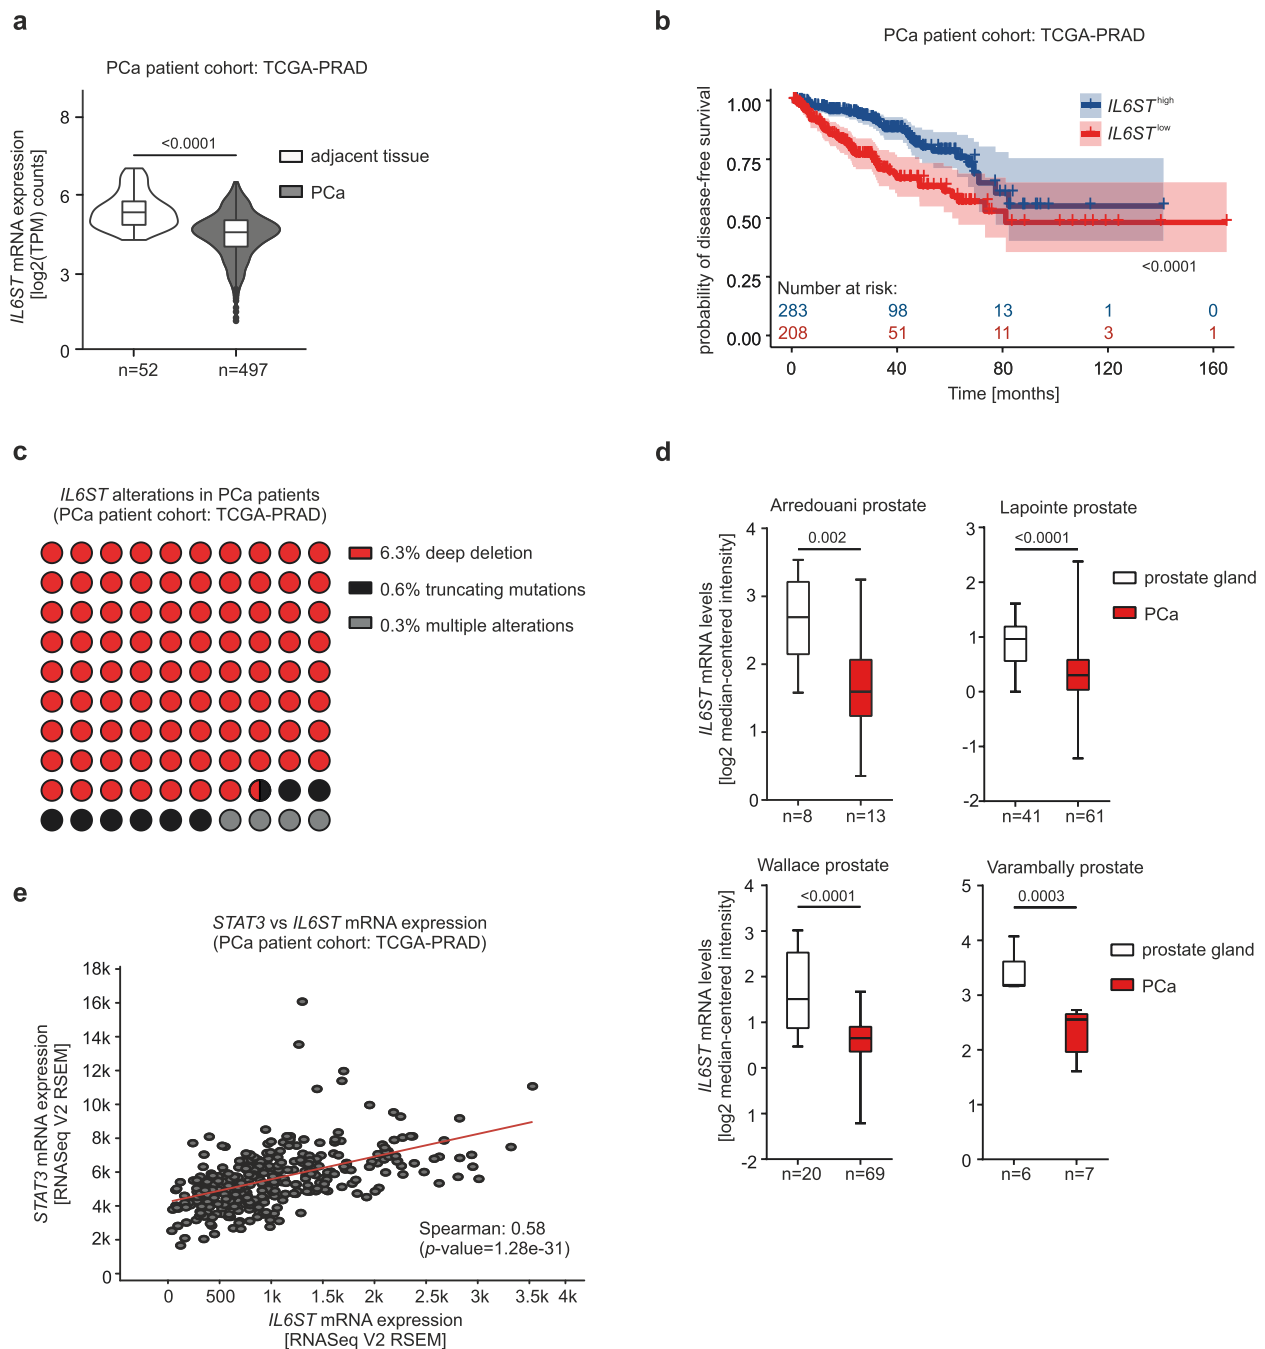 a
PCa patient cohort: TCGA-PRAD
IL6ST mRNA expression
[log2(TPM) counts]
8
6
3
0
<0.0001
adjacent tissue
PCa
n=52
n=497
b
PCa patient cohort: TCGA-PRAD
probability of disease-free survival
1.00
0.75
0.50
0.25
0.00
IL6ST high
IL6ST low
<0.0001
Number at risk:
283 98 13 1 0
208 51 11 3 1
0 40 80 120 160
Time [months]
c
IL6ST alterations in PCa patients
(PCa patient cohort: TCGA-PRAD)
6.3% deep deletion
0.6% truncating mutations
0.3% multiple alterations
d
Arredouani prostate
IL6ST mRNA levels
[log2 median-centered intensity]
4
3
2
1
0
0.002
n=8
n=13
Lapointe prostate
3
2
1
0
-1
-2
<0.0001
n=41
n=61
prostate gland
PCa
Wallace prostate
IL6ST mRNA levels
[log2 median-centered intensity]
4
3
2
1
0
1
-2
<0.0001
n=20
n=69
Varambally prostate
5
4
3
2
1
0
0.0003
n=6
n=7
prostate gland
PCa
e
STAT3 vs IL6ST mRNA expression
(PCa patient cohort: TCGA-PRAD)
STAT3 mRNA expression
[RNASeq V2 RSEM]
18k
16k
14k
12k
10k
8k
6k
4k
2k
0
Spearman: 0.58
(p-value=1.28e-31)
0 500 1k 1.5k 2k 2.5k 3k 3.5k 4k
IL6ST mRNA expression
[RNASeq V2 RSEM]